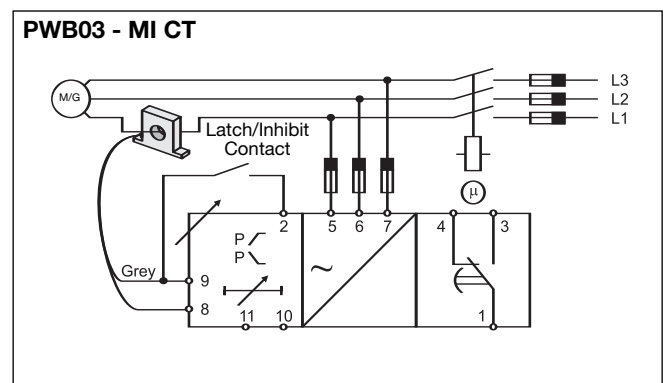 PWB03 - MI CT
M/G
L3
L2
L1
Latch/Inhibit
Contact
μ
2
5
6
7
4
3
P
P
~
Grey
9
8
11
10
1